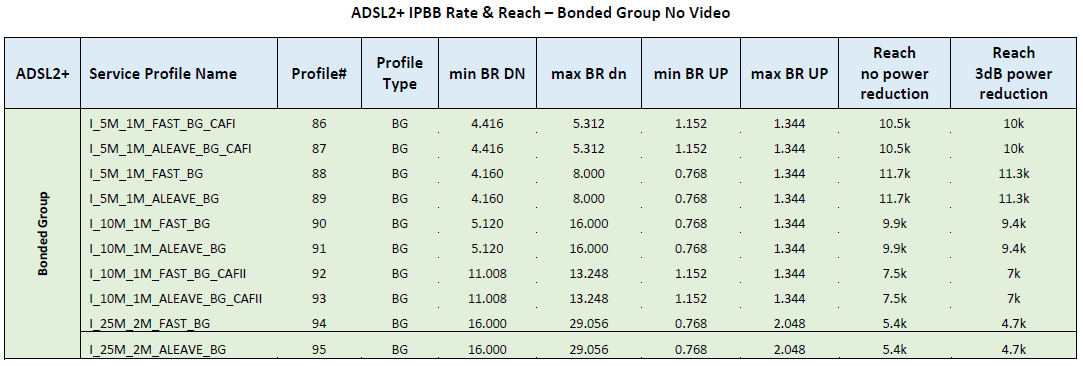 ADSL2+ IPBB Rate & Reach – Bonded Group No Video
ADSL2+ Service Profile Name Profile# Profile Type min BR DN max BR dn min BR UP max BR UP Reach no power reduction Reach 3dB power reduction
Bonded Group
I_5M_1M_FAST_BG_CAFI 86 BG 4.416 5.312 1.152 1.344 10.5k 10k
I_5M_1M_ALEAVE_BG_CAFI 87 BG 4.416 5.312 1.152 1.344 10.5k 10k
I_5M_1M_FAST_BG 88 BG 4.160 8.000 0.768 1.344 11.7k 11.3k
I_5M_1M_ALEAVE_BG 89 BG 4.160 8.000 0.768 1.344 11.7k 11.3k
I_10M_1M_FAST_BG 90 BG 5.120 16.000 0.768 1.344 9.9k 9.4k
I_10M_1M_ALEAVE_BG 91 BG 5.120 16.000 0.768 1.344 9.9k 9.4k
I_10M_1M_FAST_BG_CAFII 92 BG 11.008 13.248 1.152 1.344 7.5k 7k
I_10M_1M_ALEAVE_BG_CAFII 93 BG 11.008 13.248 1.152 1.344 7.5k 7k
I_25M_2M_FAST_BG 94 BG 16.000 29.056 0.768 2.048 5.4k 4.7k
I_25M_2M_ALEAVE_BG 95 BG 16.000 29.056 0.768 2.048 5.4k 4.7k